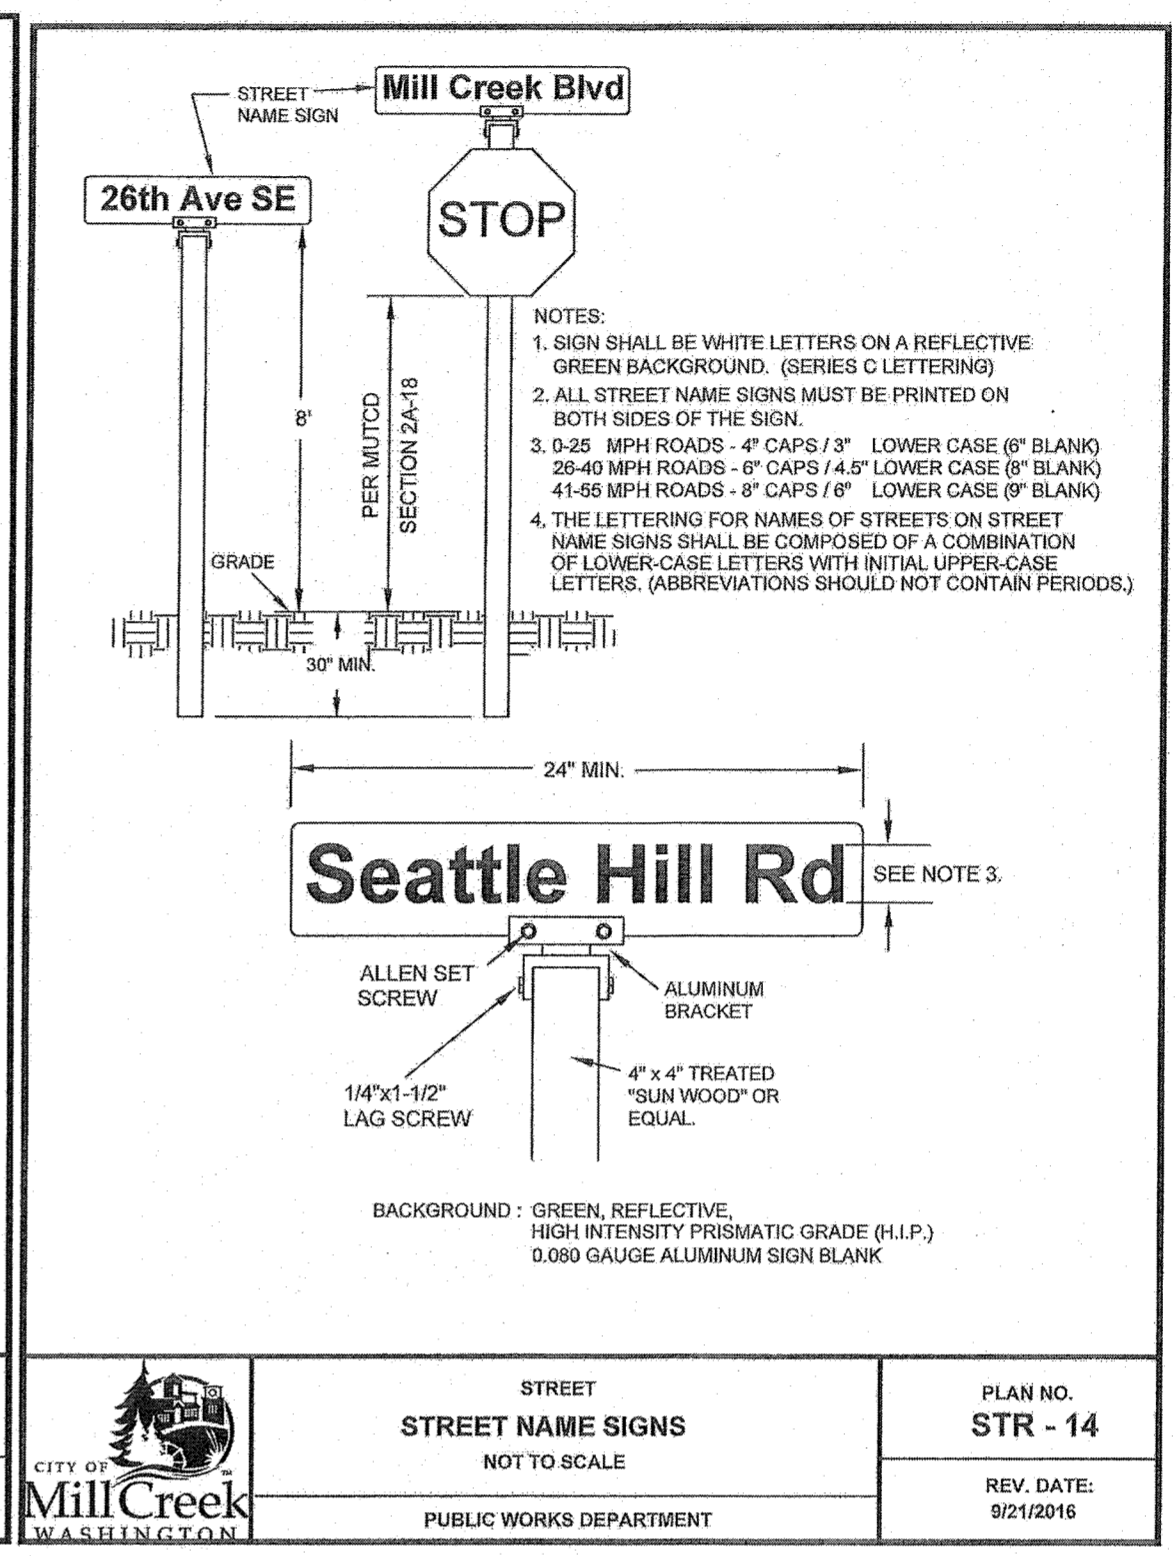 STREET
NAME SIGN
Mill Creek Blvd
26th Ave SE
STOP
8'
PER MUTCD
SECTION 2A-18
GRADE
30" MIN.
NOTES:
1. SIGN SHALL BE WHITE LETTERS ON A REFLECTIVE
GREEN BACKGROUND. (SERIES C LETTERING)
2. ALL STREET NAME SIGNS MUST BE PRINTED ON
BOTH SIDES OF THE SIGN.
3. 0-25 MPH ROADS - 4" CAPS / 3" LOWER CASE (6" BLANK)
26-40 MPH ROADS - 6" CAPS / 4.5" LOWER CASE (8" BLANK)
41-55 MPH ROADS - 8" CAPS / 6" LOWER CASE (9" BLANK)
4. THE LETTERING FOR NAMES OF STREETS ON STREET
NAME SIGNS SHALL BE COMPOSED OF A COMBINATION
OF LOWER-CASE LETTERS WITH INITIAL UPPER-CASE
LETTERS. (ABBREVIATIONS SHOULD NOT CONTAIN PERIODS.)
24" MIN.
Seattle Hill Rd
SEE NOTE 3.
ALLEN SET
SCREW
ALUMINUM
BRACKET
1/4"x1-1/2"
LAG SCREW
4" x 4" TREATED
"SUN WOOD" OR
EQUAL.
BACKGROUND : GREEN, REFLECTIVE,
HIGH INTENSITY PRISMATIC GRADE (H.I.P.)
0.080 GAUGE ALUMINUM SIGN BLANK
CITY OF
Mill Creek
WASHINGTON
TM
STREET
STREET NAME SIGNS
NOT TO SCALE
PUBLIC WORKS DEPARTMENT
PLAN NO.
STR - 14
REV. DATE:
9/21/2016